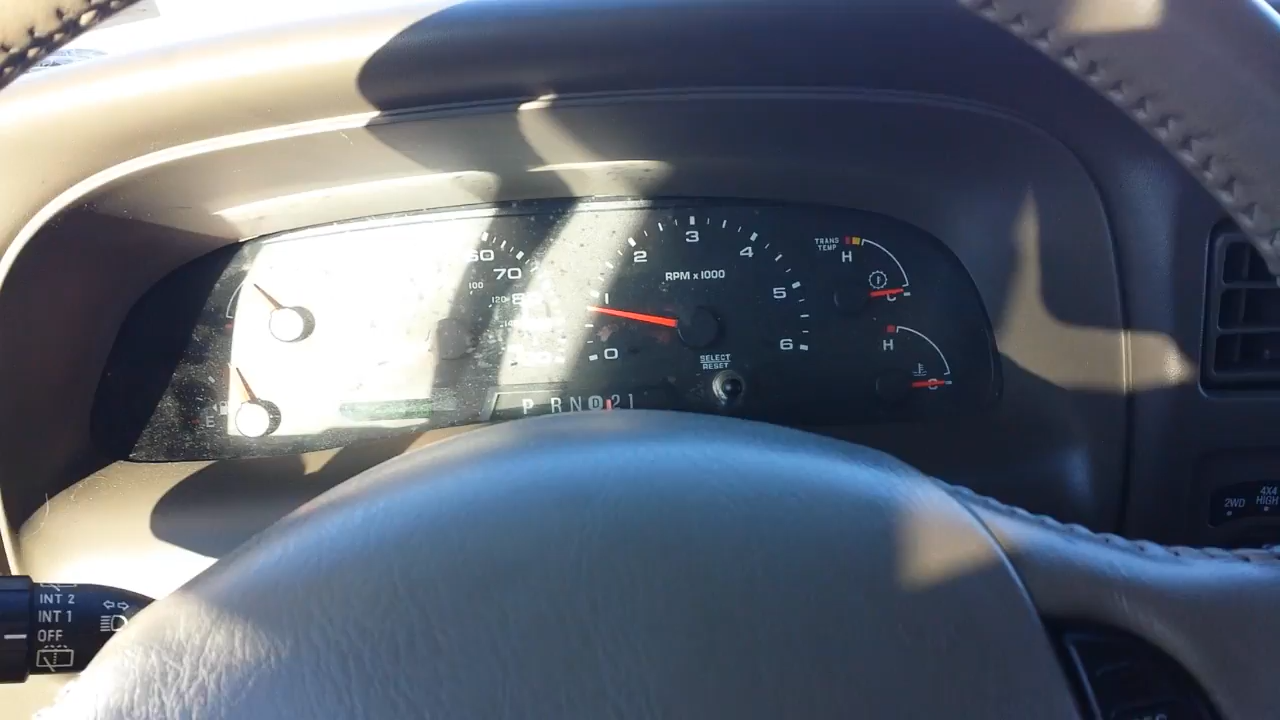 60
70
80
100
120
1
2
3
4
5
6
0
RPM x 1000
SELECT
RESET
P R N D 2 1
TRANS
TEMP
H
C
H
C
E
INT 2
INT 1
OFF
2WD
4X4
HIGH